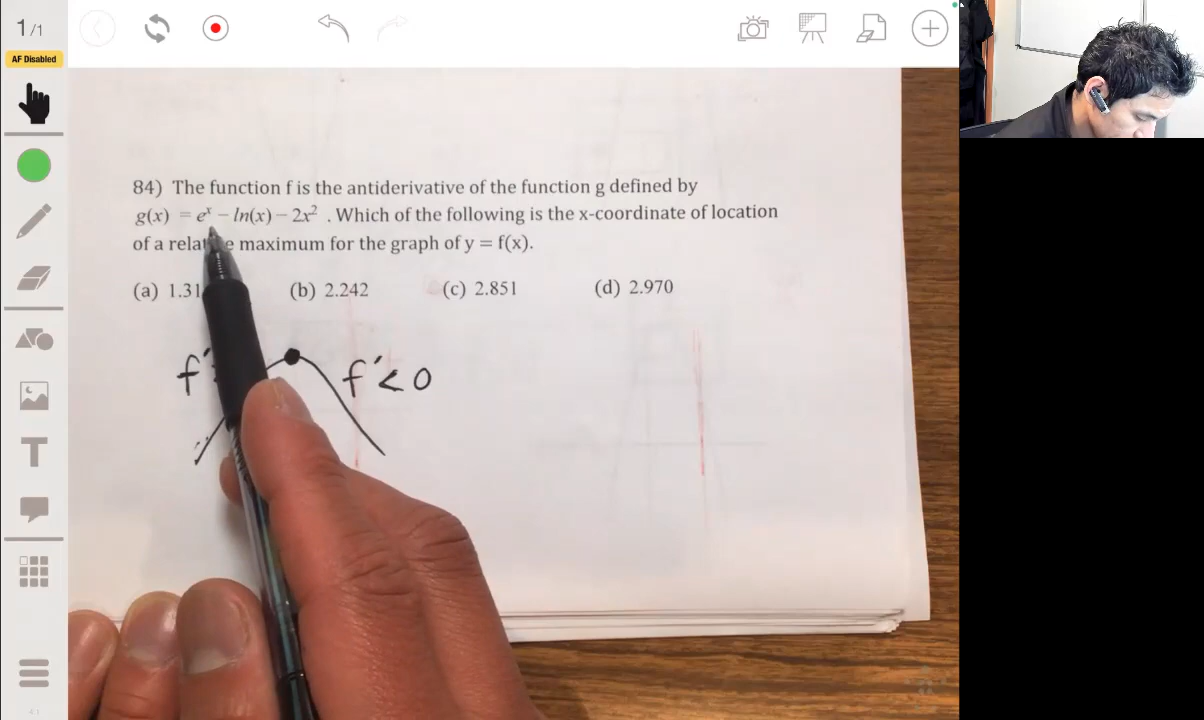 1/1
AF Disabled
84) The function f is the antiderivative of the function g defined by
g(x) = eˣ − ln(x) − 2x² . Which of the following is the x-coordinate of location
of a maximum for the graph of y = f(x).
(a) 1.31 (b) 2.242 (c) 2.851 (d) 2.970
f′ f′ < 0
T